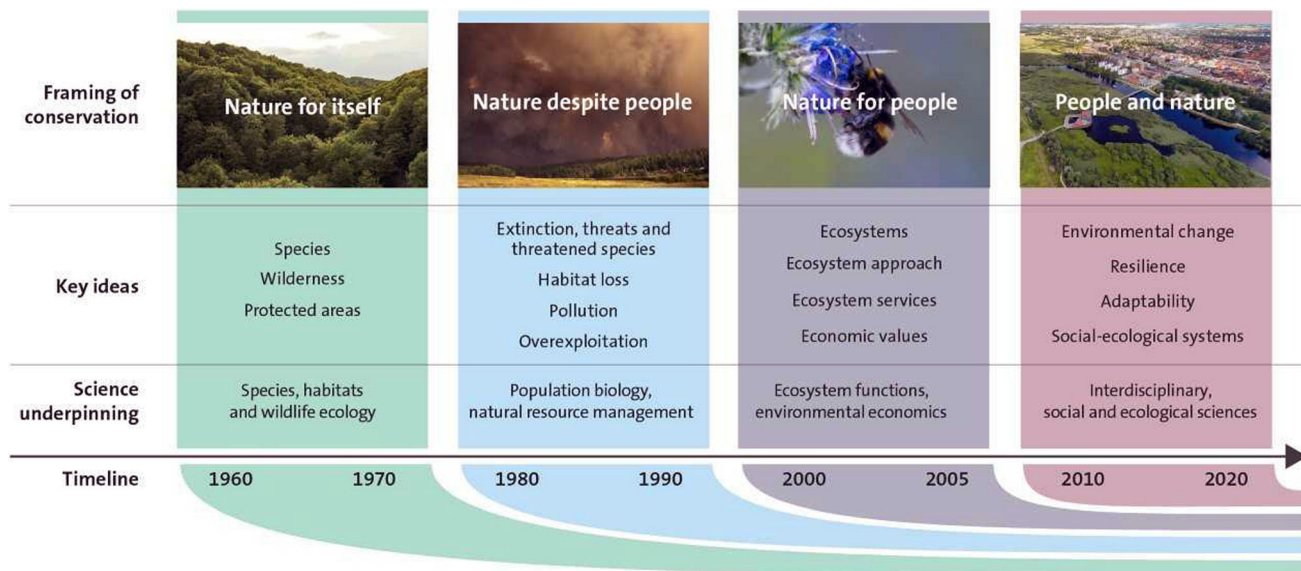 Framing of
conservation
Nature for itself
Nature despite people
Nature for people
People and nature
Key ideas
Species
Wilderness
Protected areas
Extinction, threats and
threatened species
Habitat loss
Pollution
Overexploitation
Ecosystems
Ecosystem approach
Ecosystem services
Economic values
Environmental change
Resilience
Adaptability
Social-ecological systems
Science
underpinning
Species, habitats
and wildlife ecology
Population biology,
natural resource management
Ecosystem functions,
environmental economics
Interdisciplinary,
social and ecological sciences
Timeline
1960
1970
1980
1990
2000
2005
2010
2020